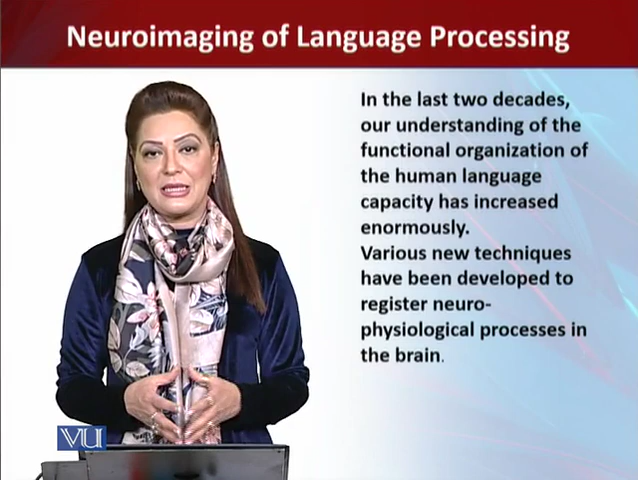 Neuroimaging of Language Processing
In the last two decades,
our understanding of the
functional organization of
the human language
capacity has increased
enormously.
Various new techniques
have been developed to
register neuro-
physiological processes in
the brain.
VU